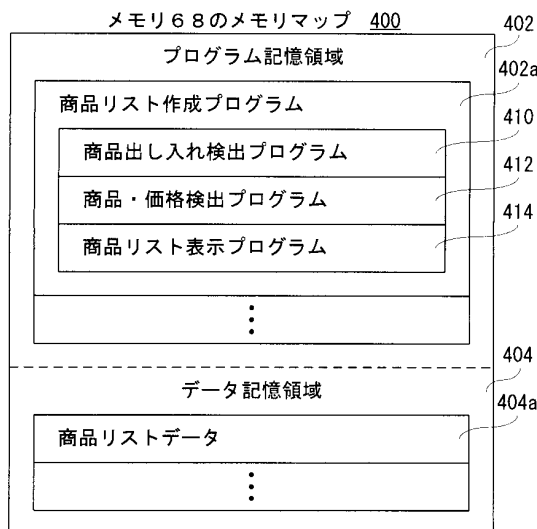 メモリ68のメモリマップ 400
402
プログラム記憶領域
402a
商品リスト作成プログラム
410
商品出し入れ検出プログラム
412
商品・価格検出プログラム
414
商品リスト表示プログラム
⋮
404
データ記憶領域
404a
商品リストデータ
⋮